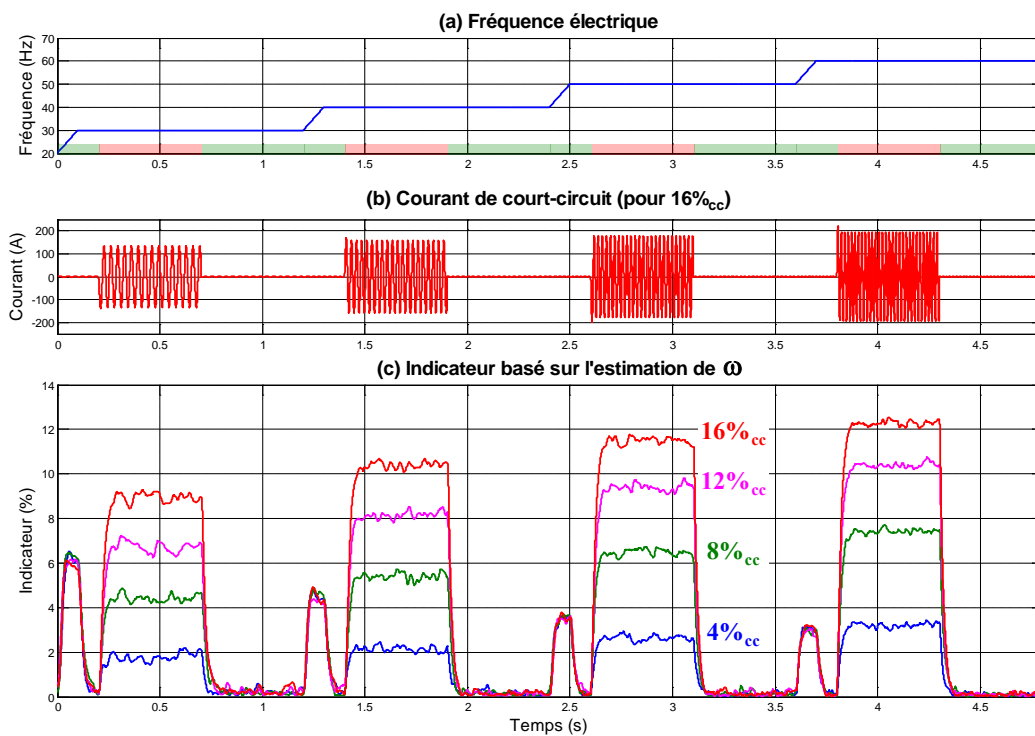 (a) Fréquence électrique
Fréquence (Hz)
70
60
50
40
30
20
0 0.5 1 1.5 2 2.5 3 3.5 4 4.5
(b) Courant de court-circuit (pour 16%cc)
Courant (A)
200
100
0
-100
-200
0 0.5 1 1.5 2 2.5 3 3.5 4 4.5
(c) Indicateur basé sur l'estimation de ω
Indicateur (%)
14
12
10
8
6
4
2
0
16%cc
12%cc
8%cc
4%cc
0 0.5 1 1.5 2 2.5 3 3.5 4 4.5
Temps (s)